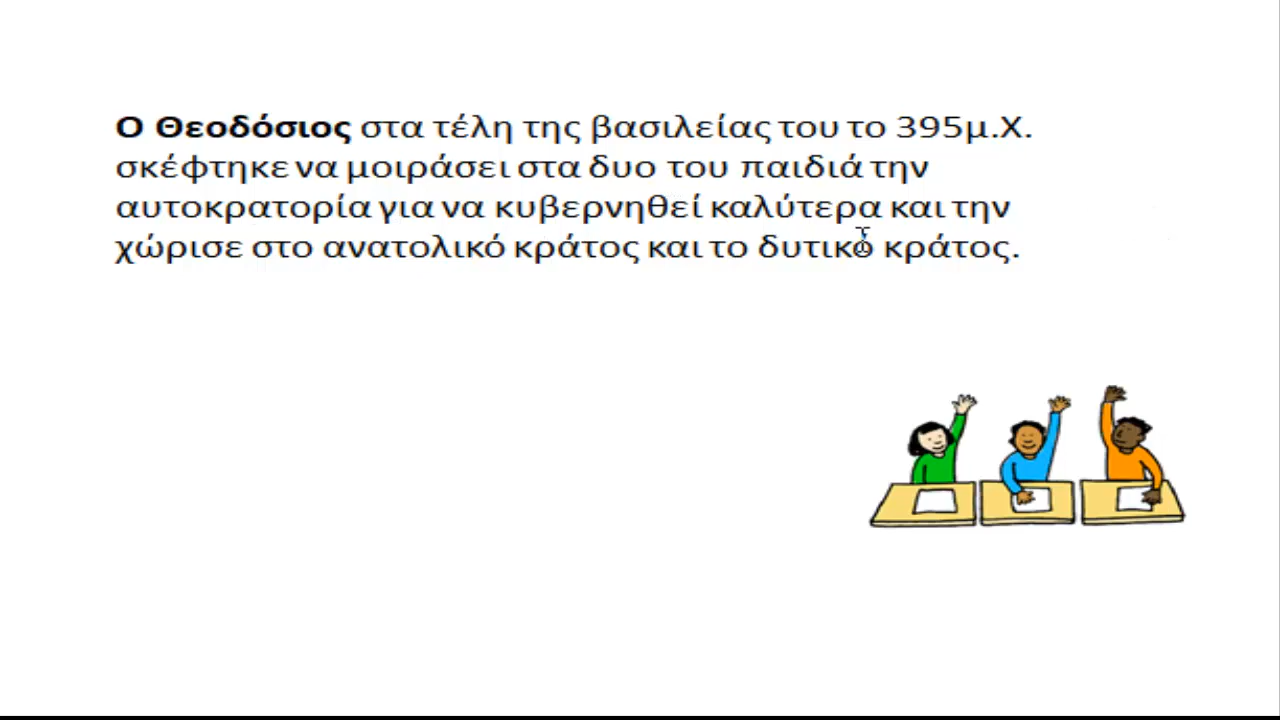 Ο Θεοδόσιος στα τέλη της βασιλείας του το 395μ.Χ.
σκέφτηκε να μοιράσει στα δυο του παιδιά την
αυτοκρατορία για να κυβερνηθεί καλύτερα και την
χώρισε στο ανατολικό κράτος και το δυτικό κράτος.